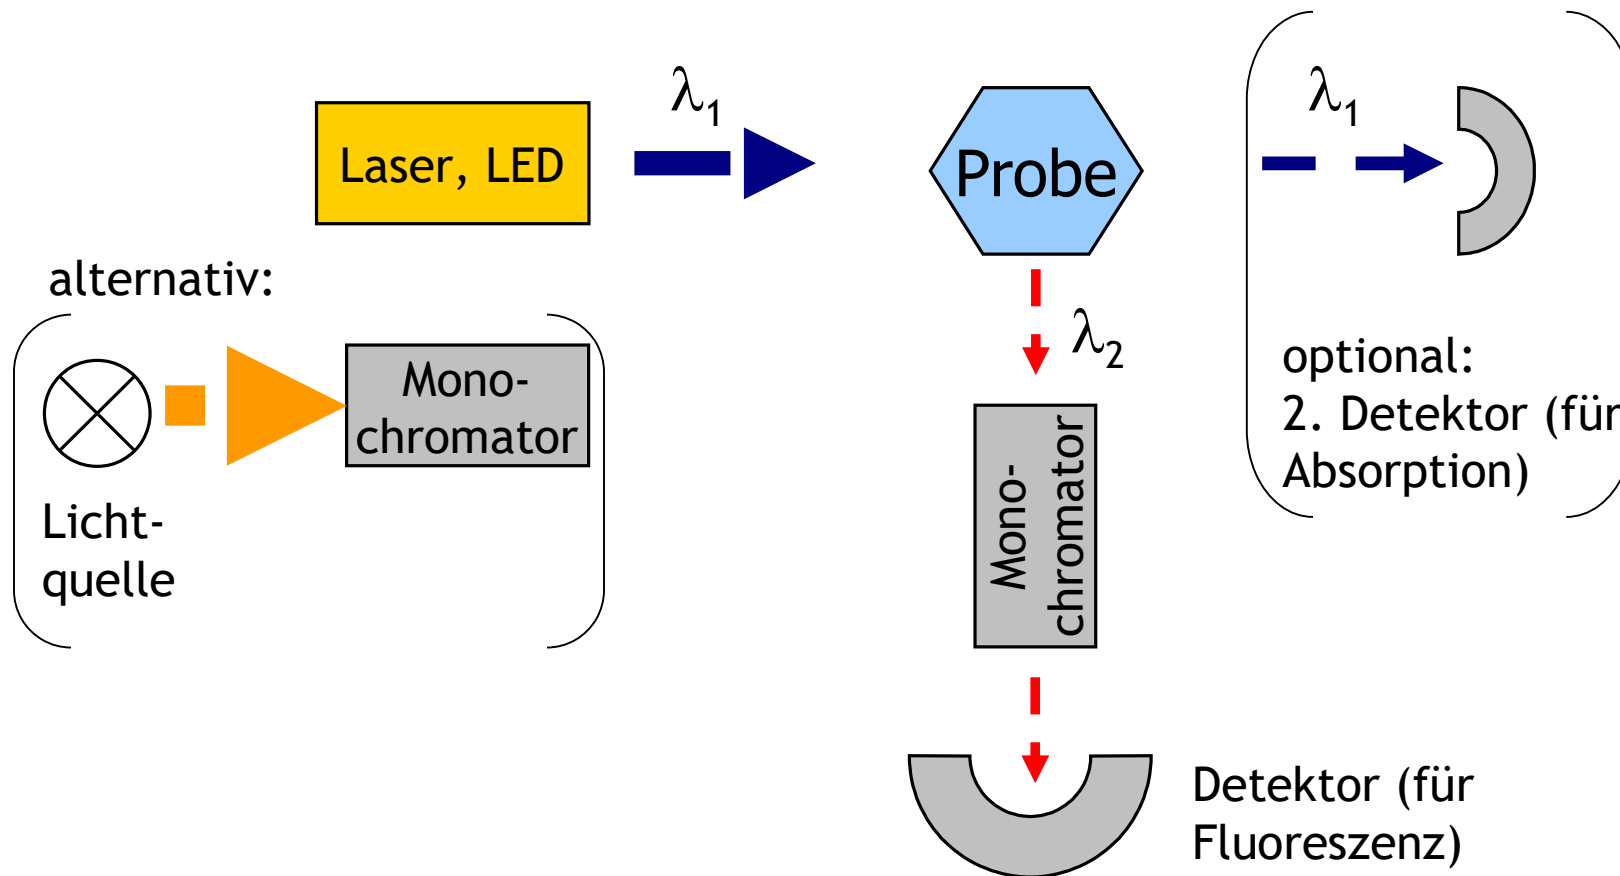 λ1
Laser, LED
Probe
λ1
alternativ:
Mono-
chromator
Licht-
quelle
λ2
optional:
2. Detektor (für
Absorption)
Mono-
chromator
Detektor (für
Fluoreszenz)